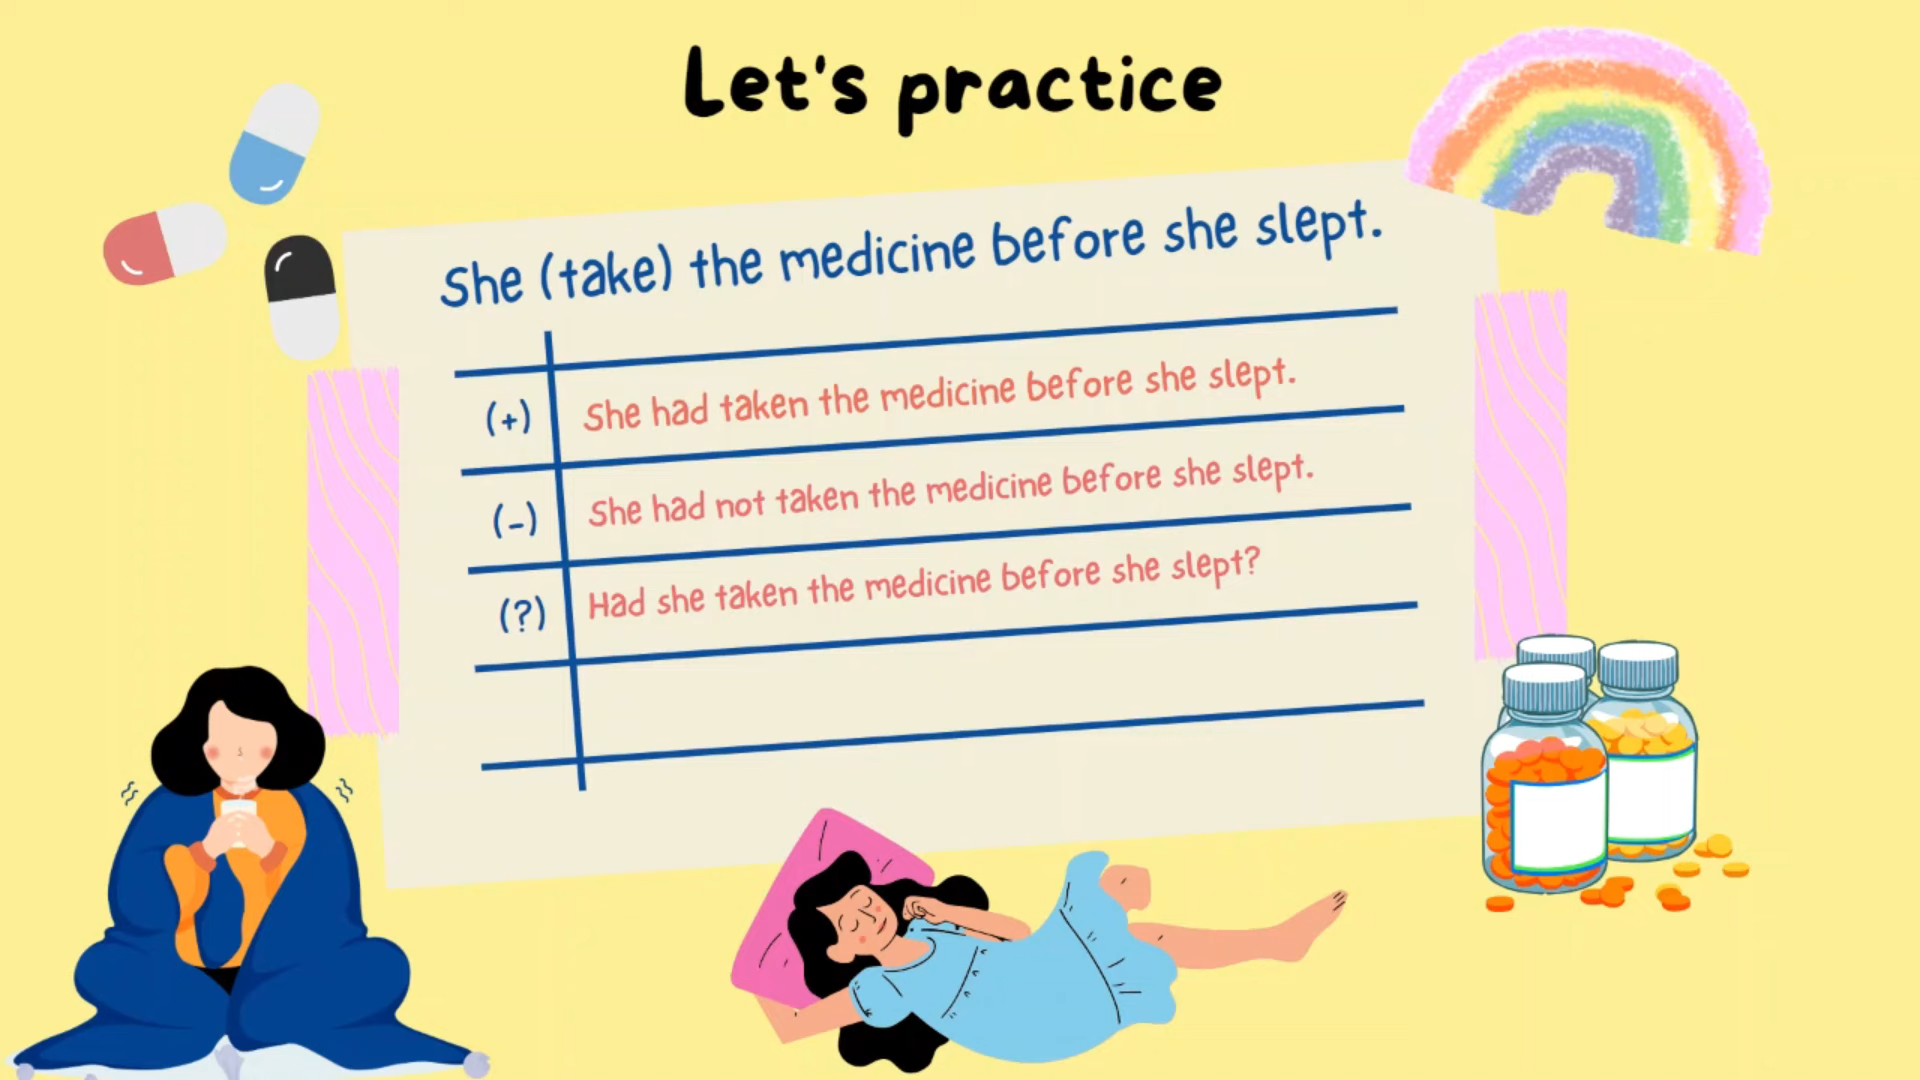 Let's practice
She (take) the medicine before she slept.
(+) She had taken the medicine before she slept.
(-) She had not taken the medicine before she slept.
(?) Had she taken the medicine before she slept?